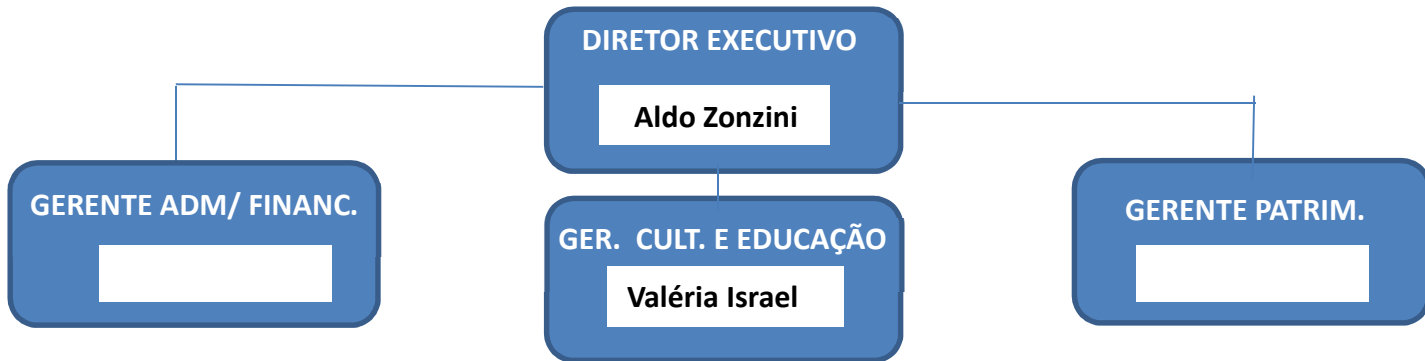 DIRETOR EXECUTIVO
Aldo Zonzini
GERENTE ADM/ FINANC.
GER. CULT. E EDUCAÇÃO
Valéria Israel
GERENTE PATRIM.